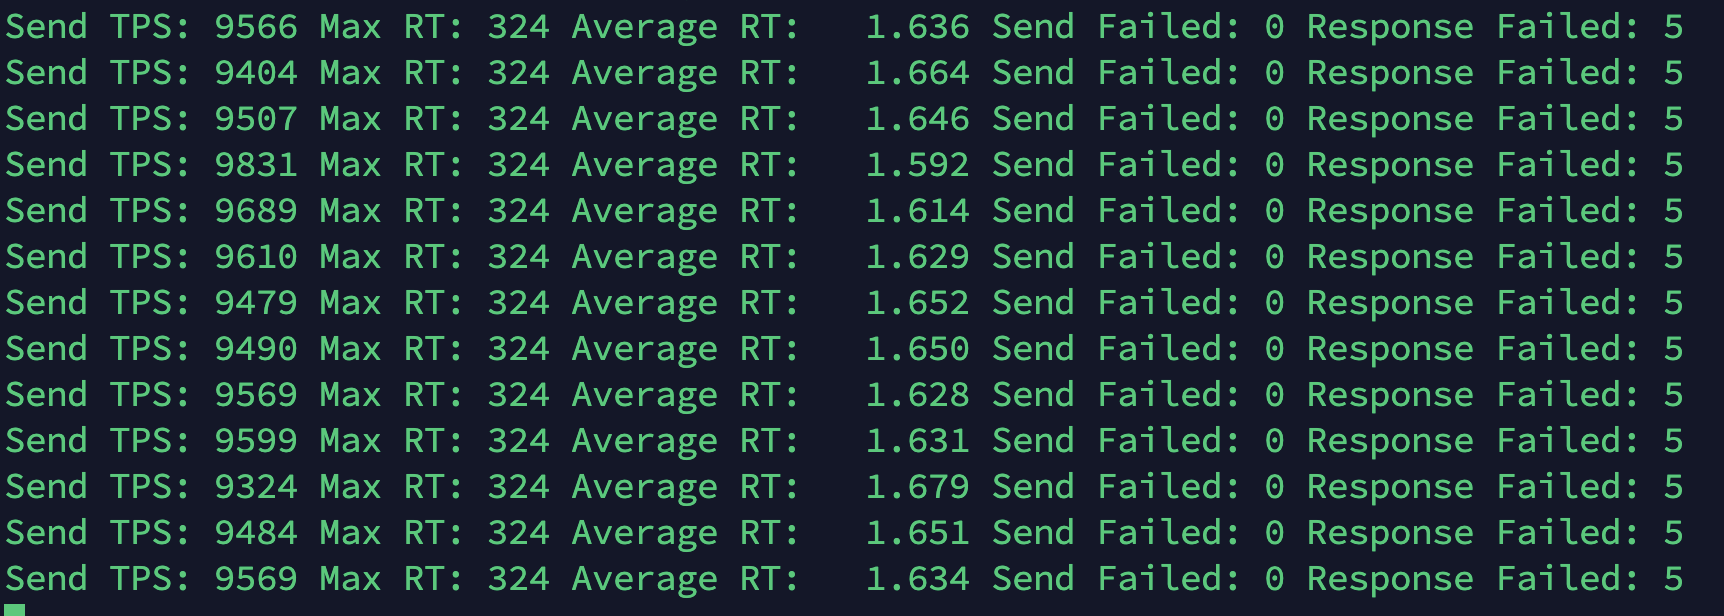 Send TPS: 9566 Max RT: 324 Average RT:   1.636 Send Failed: 0 Response Failed: 5
Send TPS: 9404 Max RT: 324 Average RT:   1.664 Send Failed: 0 Response Failed: 5
Send TPS: 9507 Max RT: 324 Average RT:   1.646 Send Failed: 0 Response Failed: 5
Send TPS: 9831 Max RT: 324 Average RT:   1.592 Send Failed: 0 Response Failed: 5
Send TPS: 9689 Max RT: 324 Average RT:   1.614 Send Failed: 0 Response Failed: 5
Send TPS: 9610 Max RT: 324 Average RT:   1.629 Send Failed: 0 Response Failed: 5
Send TPS: 9479 Max RT: 324 Average RT:   1.652 Send Failed: 0 Response Failed: 5
Send TPS: 9490 Max RT: 324 Average RT:   1.650 Send Failed: 0 Response Failed: 5
Send TPS: 9569 Max RT: 324 Average RT:   1.628 Send Failed: 0 Response Failed: 5
Send TPS: 9599 Max RT: 324 Average RT:   1.631 Send Failed: 0 Response Failed: 5
Send TPS: 9324 Max RT: 324 Average RT:   1.679 Send Failed: 0 Response Failed: 5
Send TPS: 9484 Max RT: 324 Average RT:   1.651 Send Failed: 0 Response Failed: 5
Send TPS: 9569 Max RT: 324 Average RT:   1.634 Send Failed: 0 Response Failed: 5